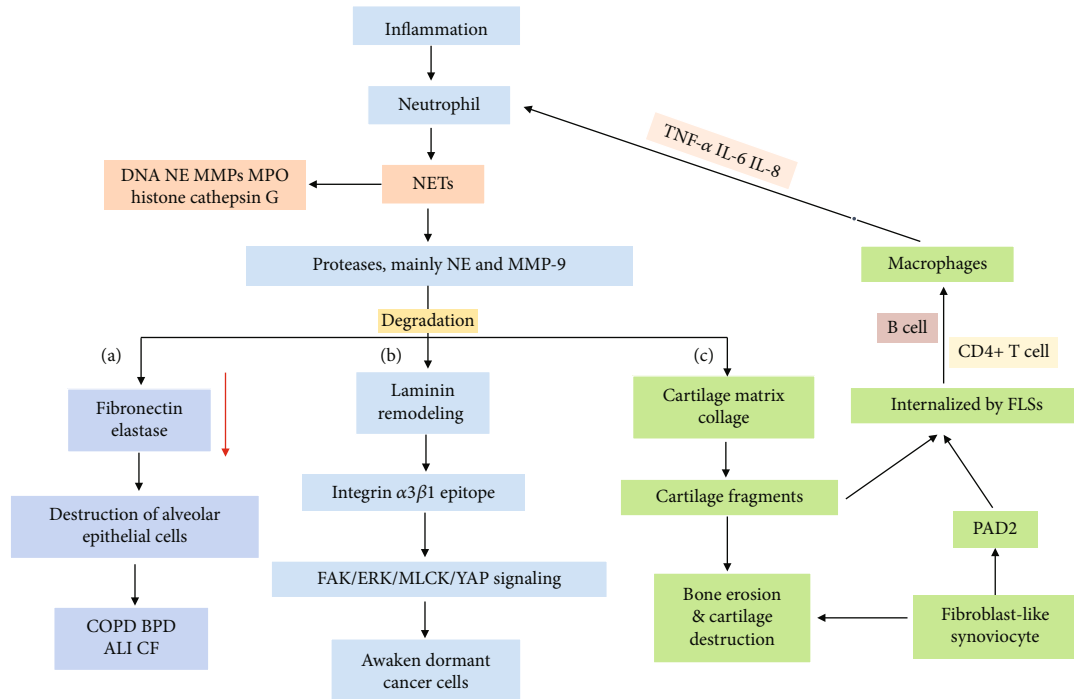 Inflammation
Neutrophil
TNF-α IL-6 IL-8
DNA NE MMPs MPO
histone cathepsin G
NETs
Proteases, mainly NE and MMP-9
Macrophages
Degradation
B cell
CD4+ T cell
(a)
(b)
(c)
Fibronectin
elastase
Laminin
remodeling
Cartilage matrix
collage
Internalized by FLSs
Integrin α3β1 epitope
Cartilage fragments
Destruction of alveolar
epithelial cells
PAD2
FAK/ERK/MLCK/YAP signaling
Bone erosion
& cartilage
destruction
Fibroblast-like
synoviocyte
COPD BPD
ALI CF
Awaken dormant
cancer cells